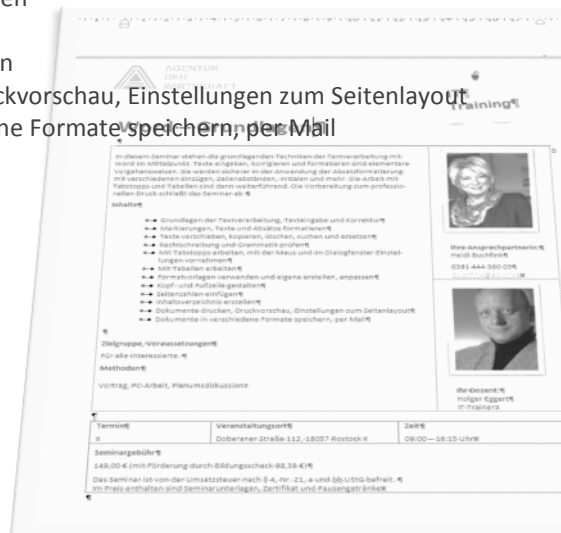 en
n
ckvorschau, Einstellungen zum Seitenlayout
ne Formate speichern, per Mail
AGENTUR
DER
WIRTSCHAFT
Training¶
Word – Grundlagen¶
¶
In diesem Seminar stehen die grundlegenden Techniken der Textverarbeitung mit
Word im Mittelpunkt. Texte eingeben, korrigieren und formatieren sind elementare
Vorgehensweisen. Sie werden sicherer in der Anwendung der Absatzformatierung
mit verschiedenen Einzügen, Zeilenabständen, Initialen und mehr. Die Arbeit mit
Tabstopps und Tabellen sind dann weiterführend. Die Vorbereitung zum professio-
nellen Druck schließt das Seminar ab. ¶
Inhalte¶
Grundlagen der Textverarbeitung, Texteingabe und Korrektur¶
Markierungen, Texte und Absätze formatieren¶
Texte verschieben, kopieren, löschen, suchen und ersetzen¶
Rechtschreibung und Grammatik prüfen¶
Mit Tabstopps arbeiten, mit der Maus und im Dialogfenster Einstel-
lungen vornehmen¶
Mit Tabellen arbeiten¶
Formatvorlagen verwenden und eigene erstellen, anpassen¶
Kopf- und Fußzeile gestalten¶
Seitenzahlen einfügen¶
Inhaltsverzeichnis erstellen¶
Dokumente drucken, Druckvorschau, Einstellungen zum Seitenlayout¶
Dokumente in verschiedene Formate speichern, per Mail¶
¶
Zielgruppe, Voraussetzungen¶
Für alle Interessierte. ¶
Methoden¶
Vortrag, PC-Arbeit, Plenumsdiskussion¤
Ihre Ansprechpartnerin:¶
Heidi Buchfink¶
0381-444 380 05¶
Ihr Dozent:¶
Holger Eggert¶
IT-Trainer¤
¶
Termin¶ Veranstaltungsort¶ Zeit¶
X Doberaner Straße 112, 18057 Rostock¤ 09:00—16:15 Uhr¤
Seminargebühr¶
149,00 € (mit Förderung durch Bildungsscheck 98,38 €)¶
Das Seminar ist von der Umsatzsteuer nach § 4, Nr. 21, a und bb UStG befreit. ¶
Im Preis enthalten sind Seminarunterlagen, Zertifikat und Pausengetränke¤
¶